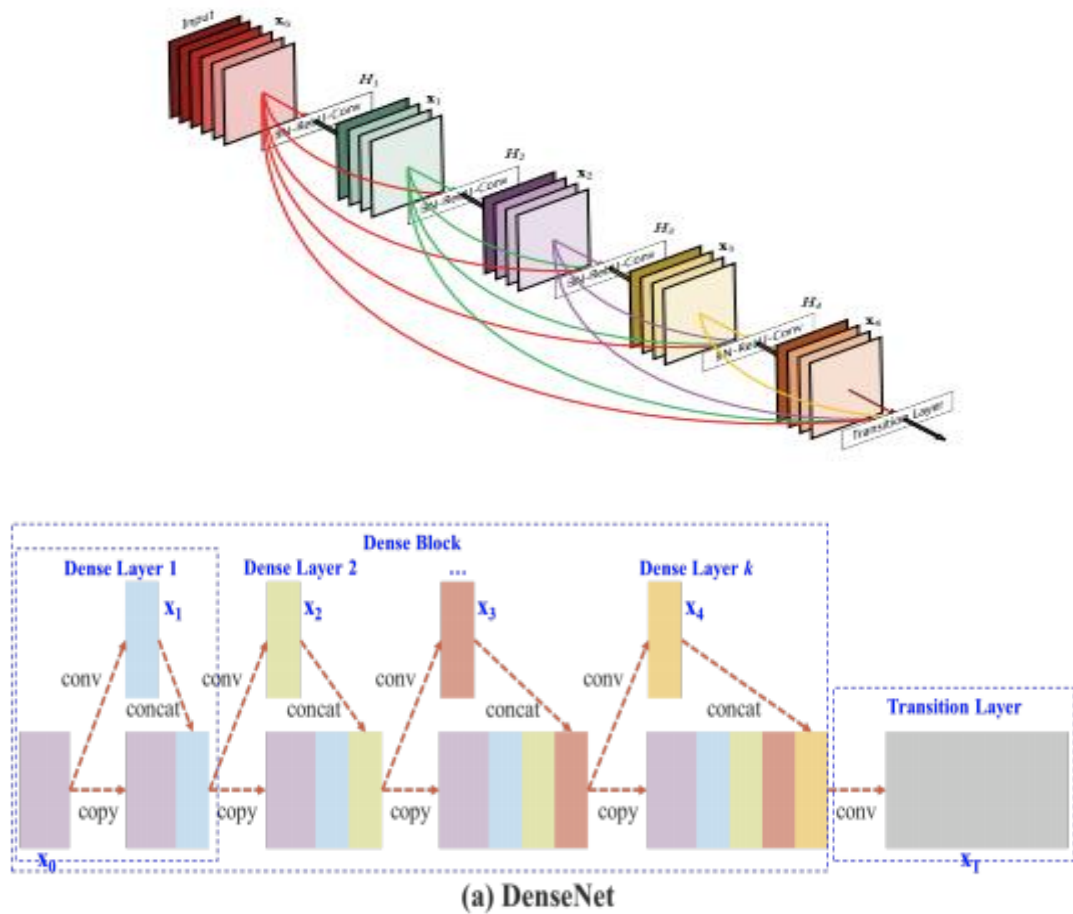 Input
x₀
H₁
x₁
BN-ReLU-Conv
H₂
x₂
BN-ReLU-Conv
H₃
x₃
BN-ReLU-Conv
H₄
x₄
BN-ReLU-Conv
Transition Layer
Dense Block
Dense Layer 1
Dense Layer 2
...
Dense Layer k
x₁
x₂
x₃
x₄
conv
conv
conv
conv
concat
concat
concat
concat
Transition Layer
copy
copy
copy
copy
conv
x₀
x₁
(a) DenseNet